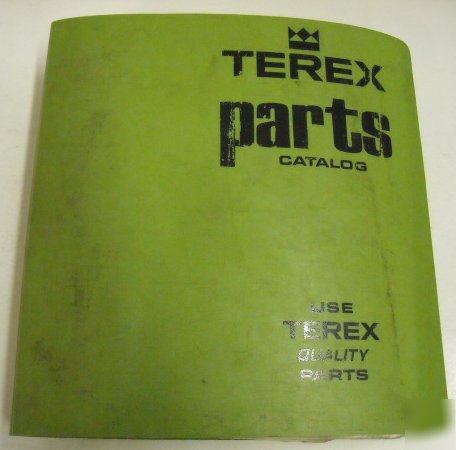 TEREX
parts
CATALOG
USE
TEREX
QUALITY
PARTS